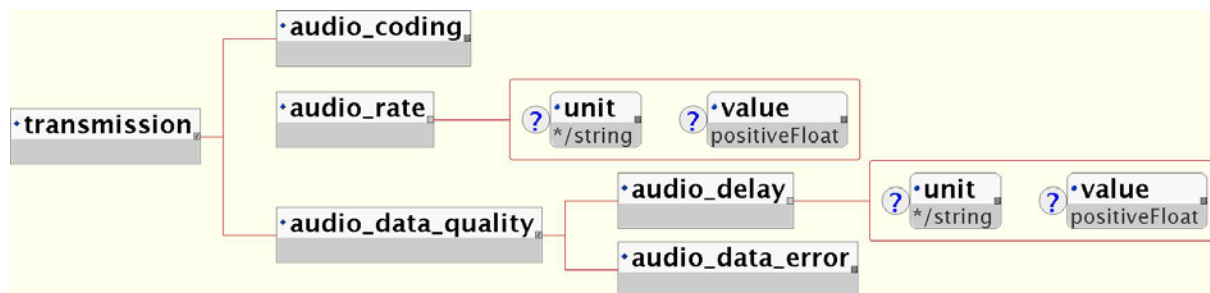 audio_coding
audio_rate
? unit
*/string
? value
positiveFloat
transmission
audio_data_quality
audio_delay
? unit
*/string
? value
positiveFloat
audio_data_error